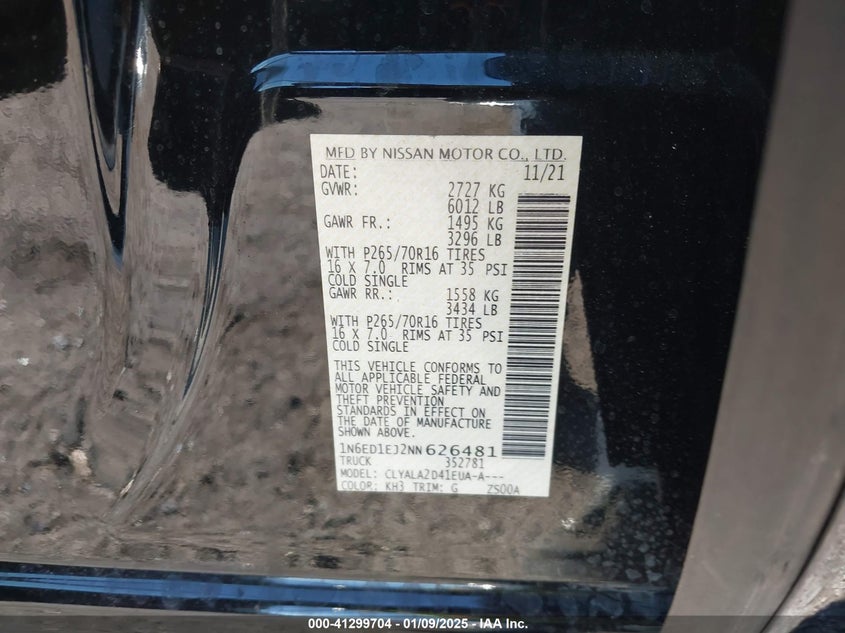 MFD BY NISSAN MOTOR CO., LTD.
DATE: 11/21
GVWR: 2727 KG
6012 LB
GAWR FR.: 1495 KG
3296 LB
WITH P265/70R16 TIRES
16 X 7.0 RIMS AT 35 PSI
COLD SINGLE
GAWR RR.: 1558 KG
3434 LB
WITH P265/70R16 TIRES
16 X 7.0 RIMS AT 35 PSI
COLD SINGLE
THIS VEHICLE CONFORMS TO
ALL APPLICABLE FEDERAL
MOTOR VEHICLE SAFETY AND
THEFT PREVENTION
STANDARDS IN EFFECT ON
THE DATE OF MANUFACTURE
SHOWN ABOVE.
1N6ED1EJ2NN626481
TRUCK 352781
MODEL: CLYALA2D41EUA-A---
COLOR: KH3 TRIM: G ZS00A
000-41299704 - 01/09/2025 - IAA Inc.